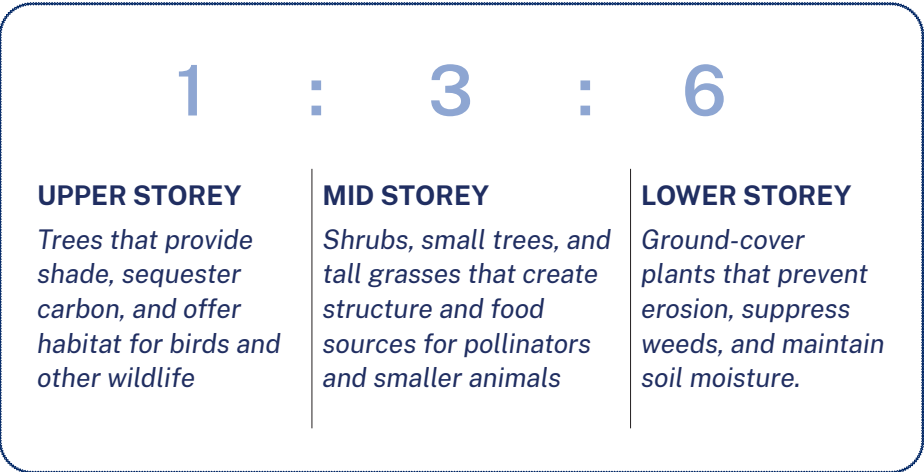 1 : 3 : 6
UPPER STOREY
Trees that provide
shade, sequester
carbon, and offer
habitat for birds and
other wildlife
MID STOREY
Shrubs, small trees, and
tall grasses that create
structure and food
sources for pollinators
and smaller animals
LOWER STOREY
Ground-cover
plants that prevent
erosion, suppress
weeds, and maintain
soil moisture.